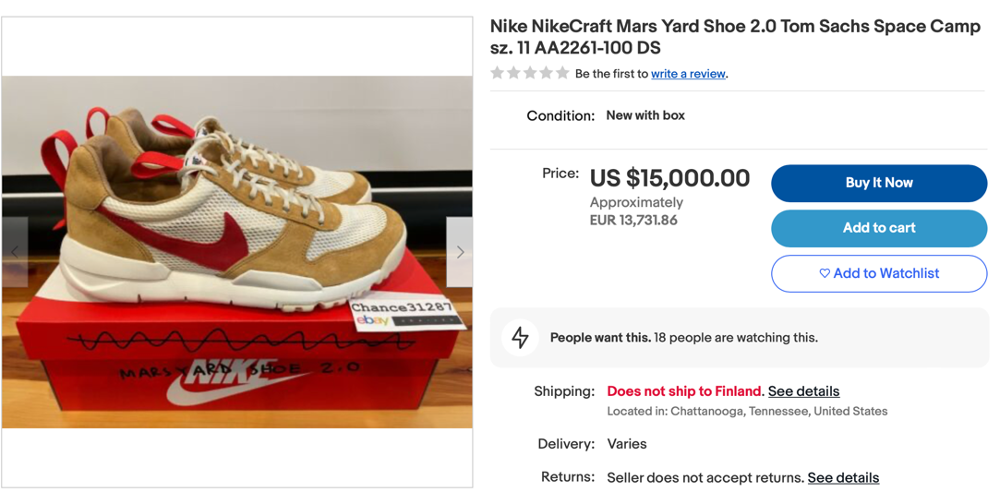 Nike NikeCraft Mars Yard Shoe 2.0 Tom Sachs Space Camp
sz. 11 AA2261-100 DS
Be the first to write a review.
Condition: New with box
Price: US $15,000.00
Approximately
EUR 13,731.86
Buy It Now
Add to cart
Add to Watchlist
People want this. 18 people are watching this.
Shipping: Does not ship to Finland. See details
Located in: Chattanooga, Tennessee, United States
Delivery: Varies
Returns: Seller does not accept returns. See details
Chance31287
ebay
MARS YARD SHOE 2.0
NIKE